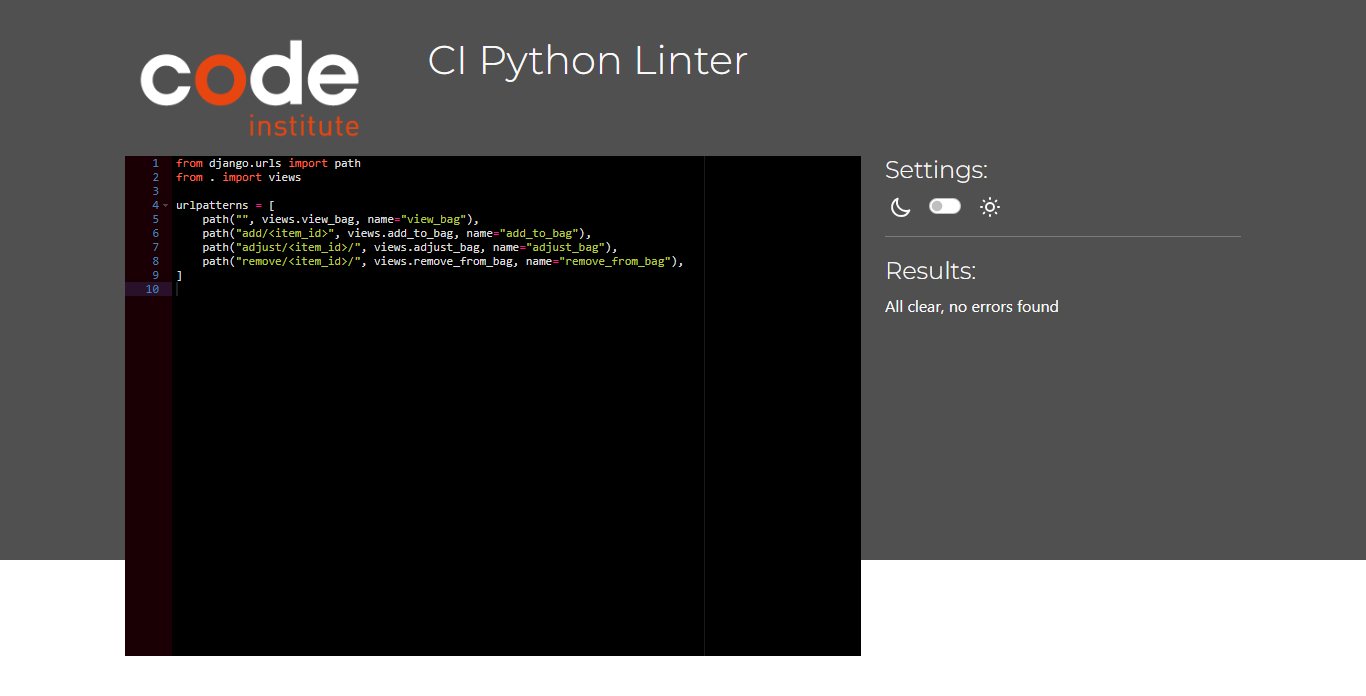 code
institute
CI Python Linter
1 from django.urls import path
2 from . import views
3
4 urlpatterns = [
5     path("", views.view_bag, name="view_bag"),
6     path("add/<item_id>", views.add_to_bag, name="add_to_bag"),
7     path("adjust/<item_id>/", views.adjust_bag, name="adjust_bag"),
8     path("remove/<item_id>/", views.remove_from_bag, name="remove_from_bag"),
9 ]
10
Settings:
Results:
All clear, no errors found